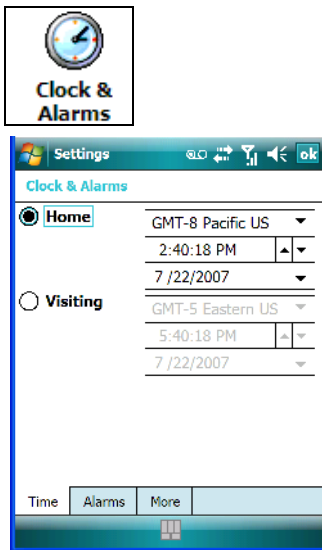 Clock &
Alarms
Settings
ok
Clock & Alarms
Home
GMT-8 Pacific US
2:40:18 PM
7 /22/2007
Visiting
GMT-5 Eastern US
5:40:18 PM
7 /22/2007
Time Alarms More